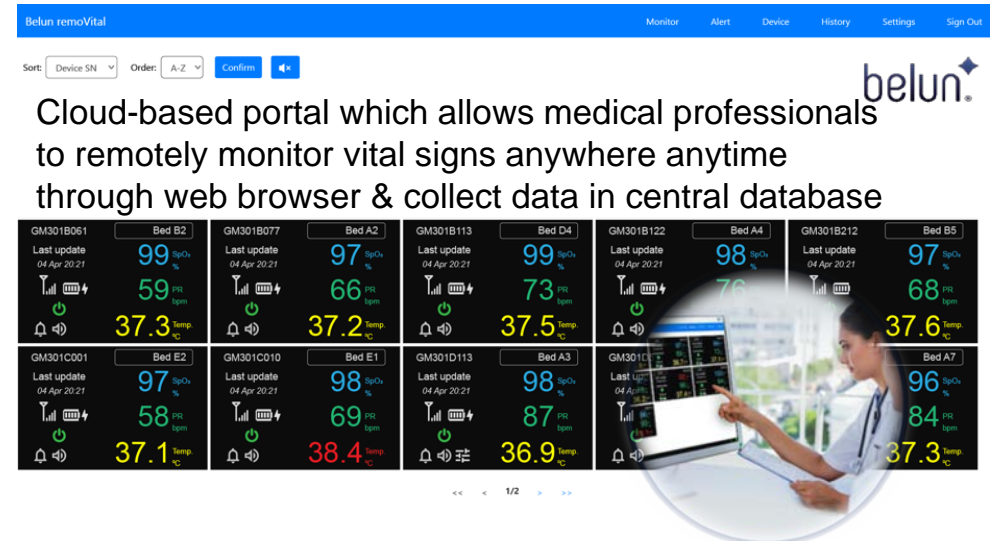 Belun remoVital Monitor Alert Device History Settings Sign Out
Sort: Device SN Order: A-Z Confirm
belun®
Cloud-based portal which allows medical professionals
to remotely monitor vital signs anywhere anytime
through web browser & collect data in central database
GM301B061 Bed B2
Last update
04 Apr 20:21
99 SpO₂ %
59 PR bpm
37.3 Temp. °C
GM301B077 Bed A2
Last update
04 Apr 20:21
97 SpO₂ %
66 PR bpm
37.2 Temp. °C
GM301B113 Bed D4
Last update
04 Apr 20:21
99 SpO₂ %
73 PR bpm
37.5 Temp. °C
GM301B122 Bed A4
Last update
04 Apr 20:21
98 SpO₂ %
76 PR
GM301B212 Bed B5
Last update
04 Apr 20:21
97 SpO₂ %
68 PR bpm
37.6 Temp. °C
GM301C001 Bed E2
Last update
04 Apr 20:21
97 SpO₂ %
58 PR bpm
37.1 Temp. °C
GM301C010 Bed E1
Last update
04 Apr 20:21
98 SpO₂ %
69 PR bpm
38.4 Temp. °C
GM301D113 Bed A3
Last update
04 Apr 20:21
98 SpO₂ %
87 PR bpm
36.9 Temp. °C
Bed A7
96 SpO₂ %
84 PR bpm
37.3 Temp. °C
<< < 1/2 > >>